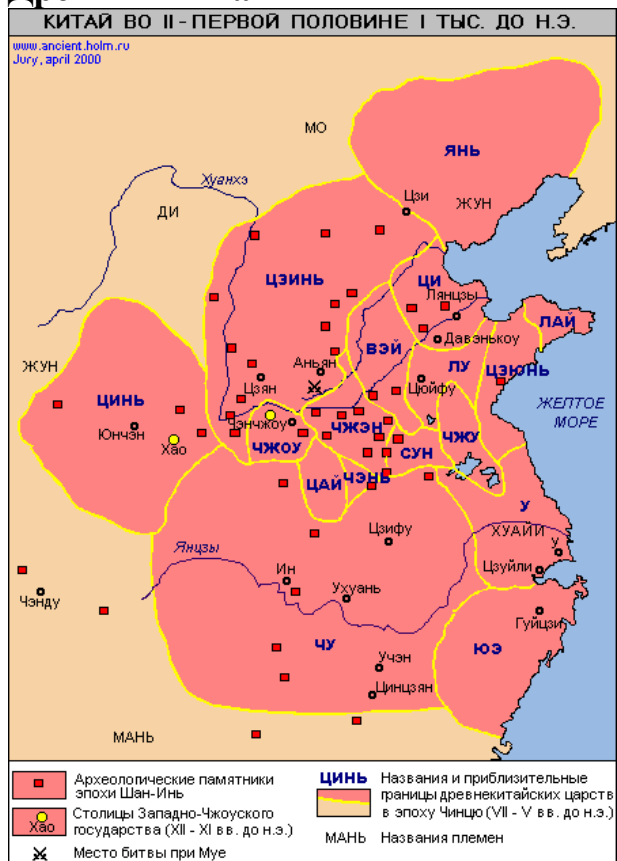 КИТАЙ ВО II - ПЕРВОЙ ПОЛОВИНЕ I ТЫС. ДО Н.Э.
www.ancient.holm.ru
Jury, april 2000
МО
ЯНЬ
Хуанхэ
Цзи
ЖУН
ДИ
ЦЗИНЬ
ЦИ
Лянцзы
ЛАЙ
Давэнькоу
ВЭЙ
ЖУН
Аньян
ЛУ
ЦЗЮНЬ
Цзян
Цюйфу
ЦИНЬ
ЖЕЛТОЕ
МОРЕ
Чэнчжоу
Юнчэн
ЧЖЭН
ЧЖУ
Хао
ЧЖОУ
СУН
ЦАЙ
ЧЭНЬ
У
Цзифу
ХУАЙИ
Янцзы
У
Ин
Цзуйли
Чэнду
Ухуань
Гуйцзи
ЧУ
ЮЭ
Учэн
Цинцзян
МАНЬ
Археологические памятники
эпохи Шан-Инь
Хао
Столицы Западно-Чжоуского
государства (XII - XI вв. до н.э.)
Место битвы при Муе
ЦИНЬ
Названия и приблизительные
границы древнекитайских царств
в эпоху Чинцю (VII - V вв. до н.э.)
МАНЬ
Названия племен